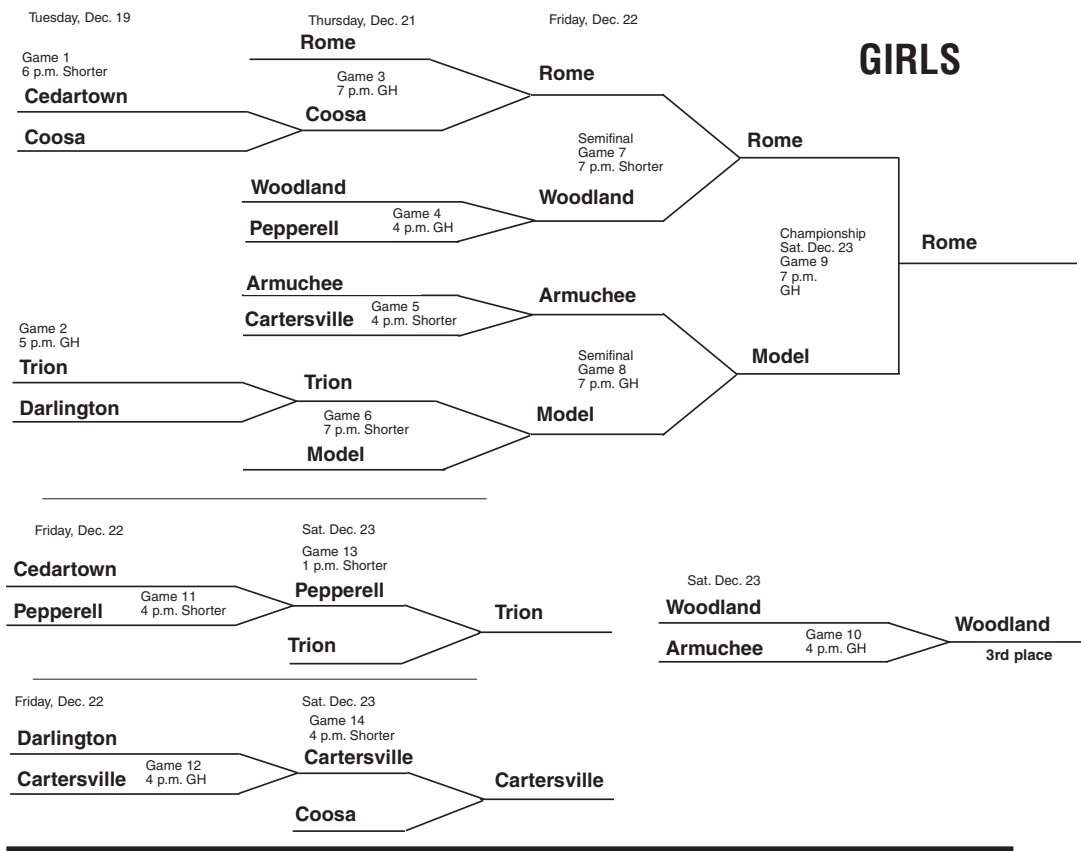 Tuesday, Dec. 19
Thursday, Dec. 21
Friday, Dec. 22
GIRLS
Game 1
6 p.m. Shorter
Cedartown
Coosa
Rome
Game 3
7 p.m. GH
Coosa
Rome
Semifinal
Game 7
7 p.m. Shorter
Rome
Woodland
Pepperell
Game 4
4 p.m. GH
Woodland
Championship
Sat. Dec. 23
Game 9
7 p.m.
GH
Rome
Armuchee
Cartersville
Game 5
4 p.m. Shorter
Armuchee
Game 2
5 p.m. GH
Trion
Darlington
Trion
Game 6
7 p.m. Shorter
Model
Semifinal
Game 8
7 p.m. GH
Model
Model
Friday, Dec. 22
Cedartown
Pepperell
Game 11
4 p.m. Shorter
Sat. Dec. 23
Game 13
1 p.m. Shorter
Pepperell
Trion
Trion
Sat. Dec. 23
Woodland
Armuchee
Game 10
4 p.m. GH
Woodland
3rd place
Friday, Dec. 22
Darlington
Cartersville
Game 12
4 p.m. GH
Sat. Dec. 23
Game 14
4 p.m. Shorter
Cartersville
Coosa
Cartersville